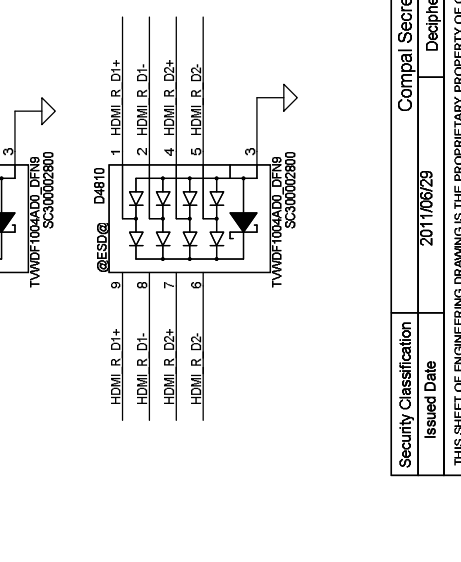 3
TVWDF1004AD0_DFN9
SC300002800
@ESD@
D4810
9
8
7
6
1
2
4
5
3
HDMI_R_D1+
HDMI_R_D1-
HDMI_R_D2+
HDMI_R_D2-
HDMI_R_D1+
HDMI_R_D1-
HDMI_R_D2+
HDMI_R_D2-
TVWDF1004AD0_DFN9
SC300002800
Security Classification
Compal Secre
Issued Date
2011/06/29
Deciphe
THIS SHEET OF ENGINEERING DRAWING IS THE PROPRIETARY PROPERTY OF